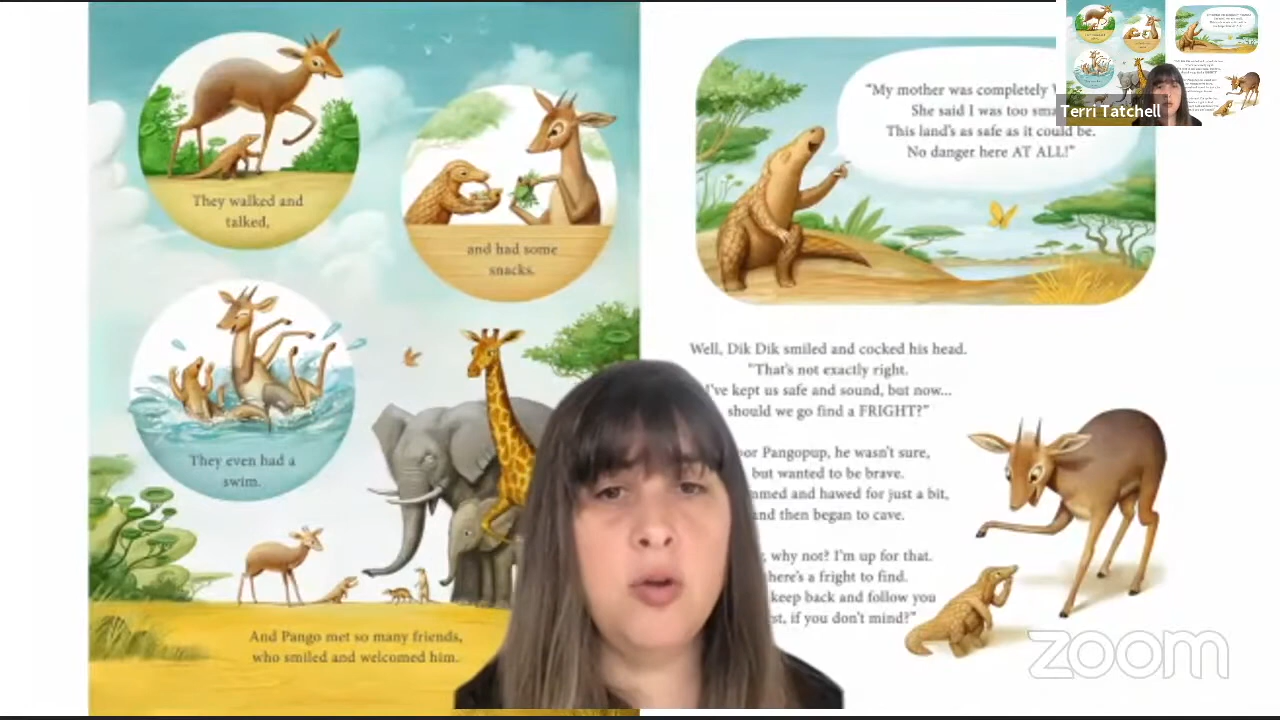 They walked and
talked,
and had some
snacks.
They even had a
swim.
And Pango met so many friends,
who smiled and welcomed him.
"My mother was completely
She said I was too
This land's as safe as it could be.
No danger here AT ALL!"
Well, Dik Dik smiled and cocked his head.
"That's not exactly right.
I've kept us safe and sound, but now...
should we go find a FRIGHT?"
Pangopup, he wasn't sure,
but wanted to be brave.
and hawed for just a bit,
and then began to cave.
why not? I'm up for that.
a fright to find.
keep back and follow you
if you don't mind?"
Terri Tatchell
zoom